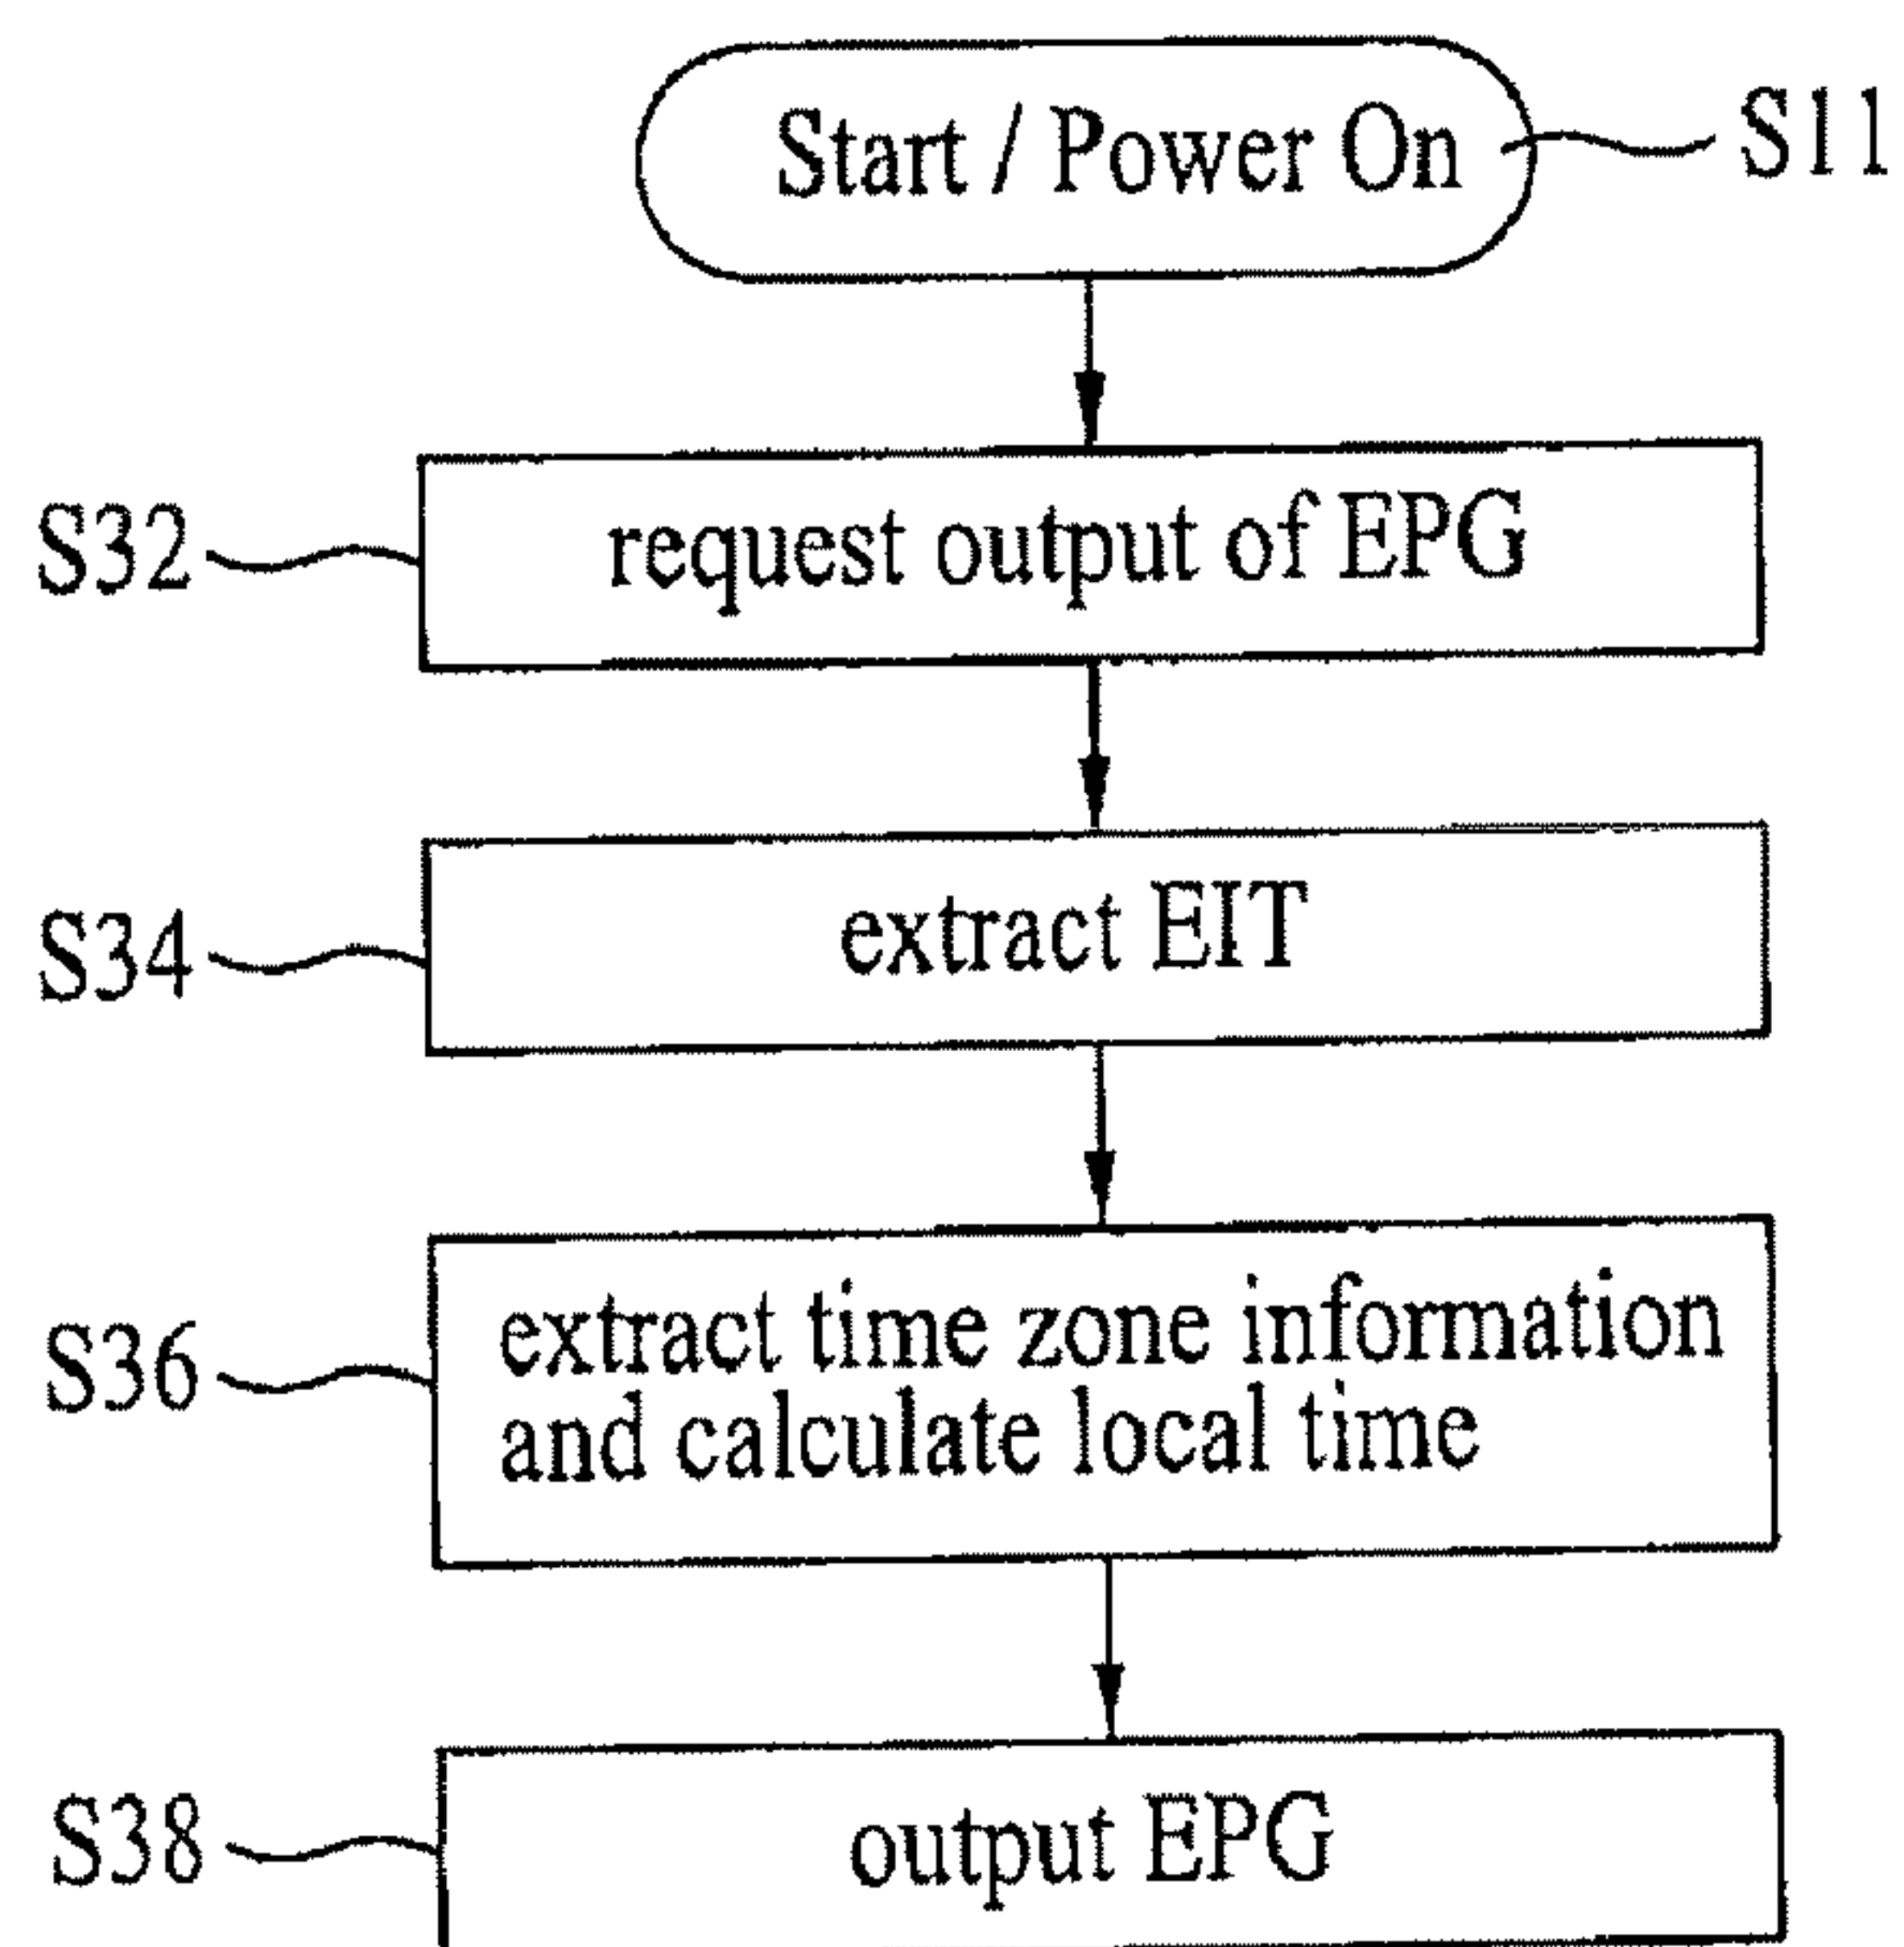 Start / Power On
S11
S32
request output of EPG
S34
extract EIT
S36
extract time zone information
and calculate local time
S38
output EPG